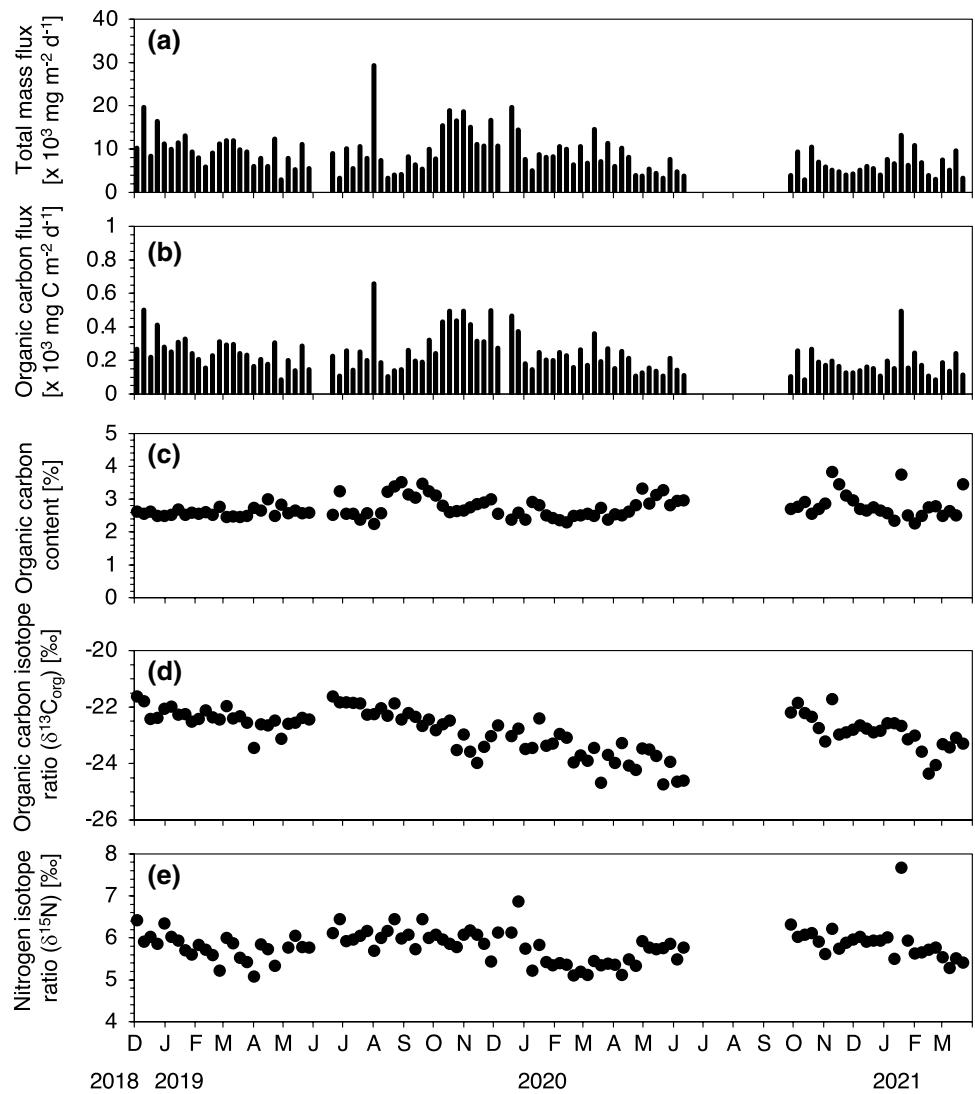 Total mass flux
[x 10³ mg m⁻² d⁻¹]
(a)
40
30
20
10
0
Organic carbon flux
[x 10³ mg C m⁻² d⁻¹]
(b)
1
0.8
0.6
0.4
0.2
0
Organic carbon
content [%]
(c)
5
4
3
2
1
0
Organic carbon isotope
ratio (δ¹³C_org) [‰]
(d)
-20
-22
-24
-26
Nitrogen isotope
ratio (δ¹⁵N) [‰]
(e)
8
7
6
5
4
D J F M A M J J A S O N D J F M A M J J A S O N D J F M
2018 2019 2020 2021